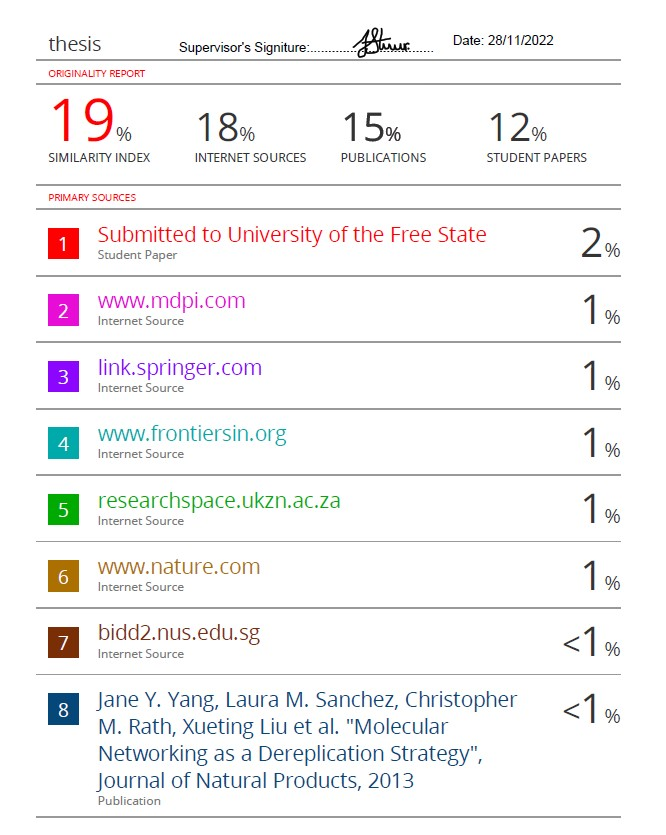 thesis Supervisor's Signiture:........................... Date: 28/11/2022
ORIGINALITY REPORT
19% 18% 15% 12%
SIMILARITY INDEX INTERNET SOURCES PUBLICATIONS STUDENT PAPERS
PRIMARY SOURCES
1 Submitted to University of the Free State 2%
Student Paper
2 www.mdpi.com 1%
Internet Source
3 link.springer.com 1%
Internet Source
4 www.frontiersin.org 1%
Internet Source
5 researchspace.ukzn.ac.za 1%
Internet Source
6 www.nature.com 1%
Internet Source
7 bidd2.nus.edu.sg <1%
Internet Source
8 Jane Y. Yang, Laura M. Sanchez, Christopher <1%
M. Rath, Xueting Liu et al. "Molecular
Networking as a Dereplication Strategy",
Journal of Natural Products, 2013
Publication